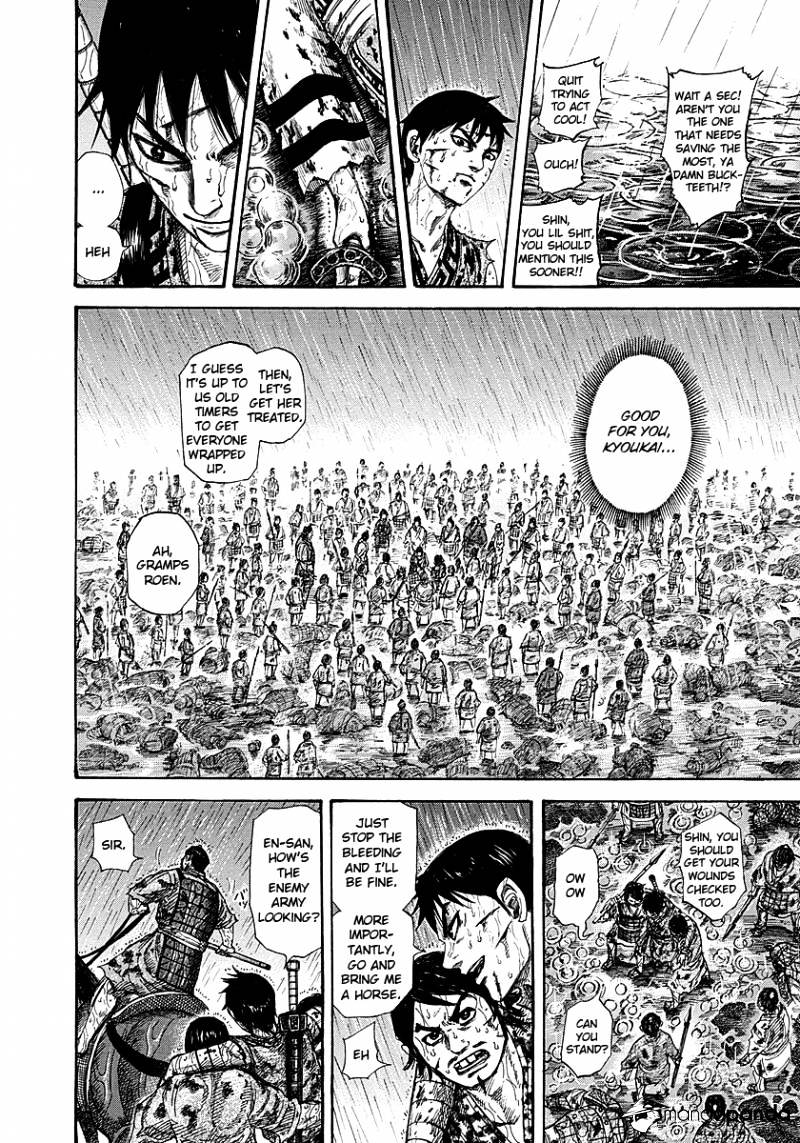 WAIT A SEC!
AREN'T YOU
THE ONE
THAT NEEDS
SAVING THE
MOST, YA
DAMN BUCK-
TEETH!?
QUIT
TRYING
TO ACT
COOL!
OUCH!
SHIN,
YOU LIL SHIT,
YOU SHOULD
MENTION THIS
SOONER!!
...
HEH
GOOD
FOR YOU,
KYOUKAI...
THEN,
LET'S
GET HER
TREATED.
I GUESS
IT'S UP TO
US OLD
TIMERS
TO GET
EVERYONE
WRAPPED
UP.
AH,
GRAMPS
ROEN.
SHIN, YOU
SHOULD
GET YOUR
WOUNDS
CHECKED
TOO.
OW
OW
CAN
YOU
STAND?
JUST
STOP THE
BLEEDING
AND I'LL
BE FINE.
MORE
IMPOR-
TANTLY,
GO AND
BRING ME
A HORSE.
EH
EN-SAN,
HOW'S
THE
ENEMY
ARMY
LOOKING?
SIR.
mangapanda